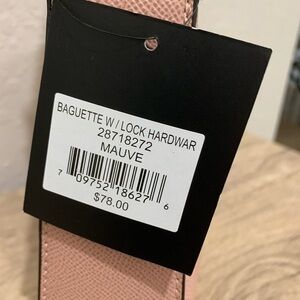 BAGUETTE W / LOCK HARDWAR
28718272
MAUVE
7 09752 18627 6
$78.00